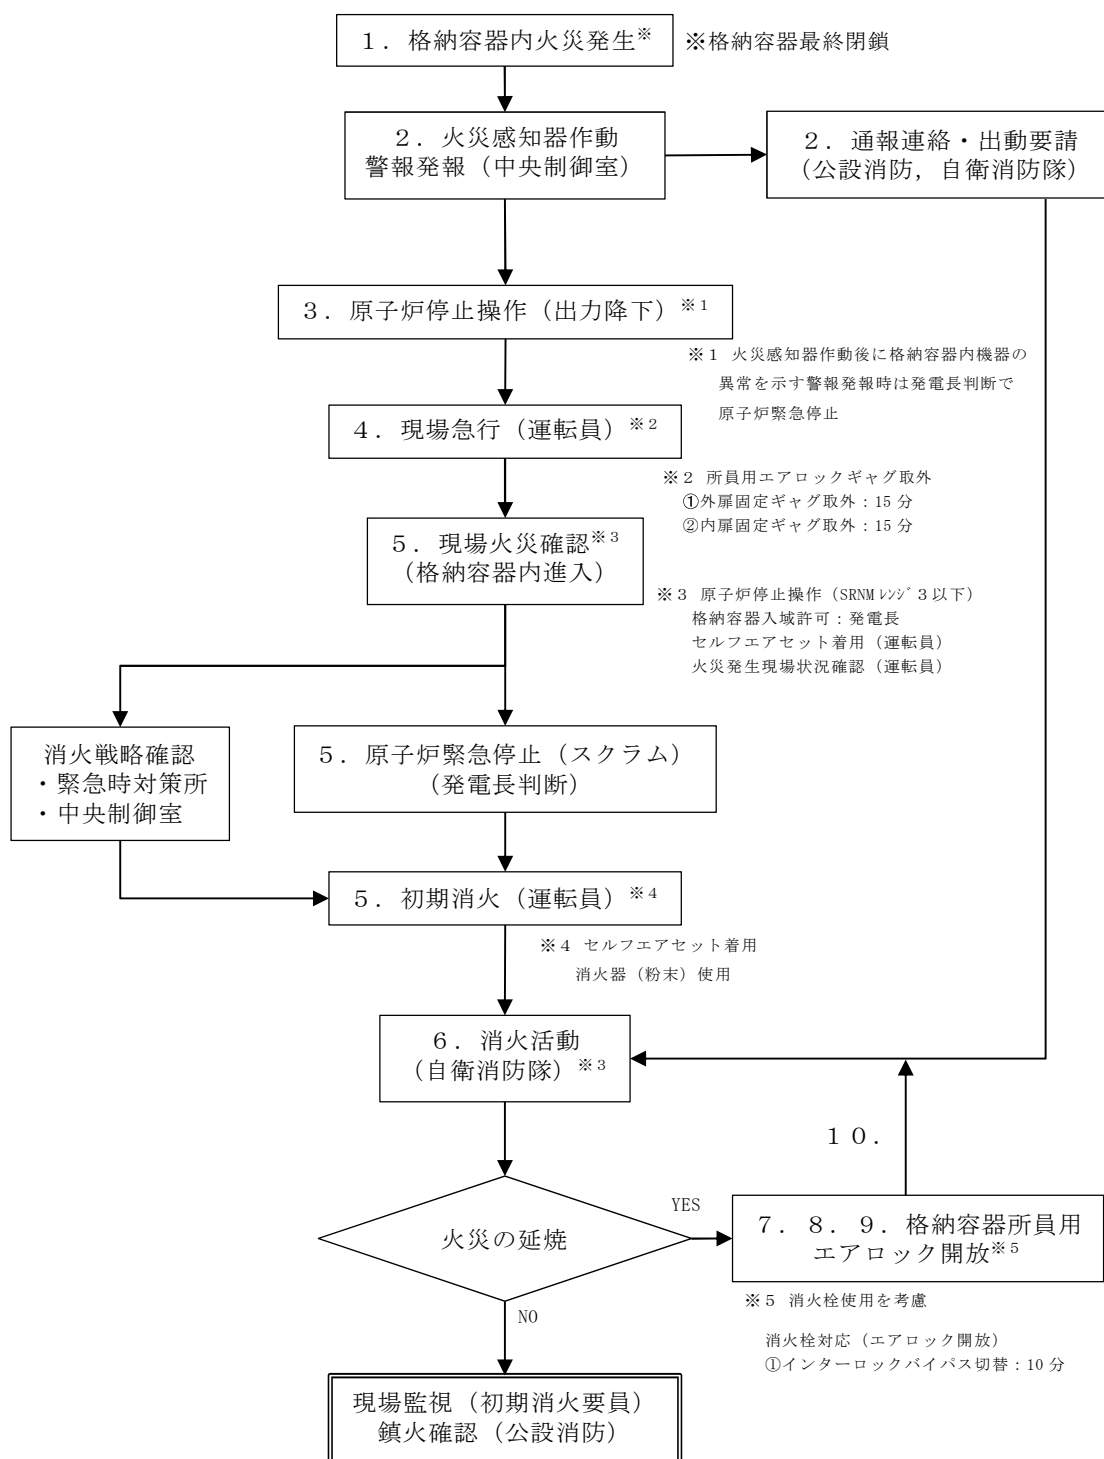 １．格納容器内火災発生※
※格納容器最終閉鎖
２．火災感知器作動
警報発報（中央制御室）
２．通報連絡・出動要請
（公設消防，自衛消防隊）
３．原子炉停止操作（出力降下）※１
※１ 火災感知器作動後に格納容器内機器の
異常を示す警報発報時は発電長判断で
原子炉緊急停止
４．現場急行（運転員）※２
※２ 所員用エアロックギャグ取外
①外扉固定ギャグ取外：15 分
②内扉固定ギャグ取外：15 分
５．現場火災確認※３
（格納容器内進入）
※３ 原子炉停止操作（SRNM ﾚﾝｼﾞ 3 以下）
格納容器入域許可：発電長
セルフエアセット着用（運転員）
火災発生現場状況確認（運転員）
消火戦略確認
・緊急時対策所
・中央制御室
５．原子炉緊急停止（スクラム）
（発電長判断）
５．初期消火（運転員）※４
※４ セルフエアセット着用
消火器（粉末）使用
６．消火活動
（自衛消防隊）※３
１０．
火災の延焼
YES
７．８．９．格納容器所員用
エアロック開放※５
※５ 消火栓使用を考慮
消火栓対応（エアロック開放）
①インターロックバイパス切替：10 分
NO
現場監視（初期消火要員）
鎮火確認（公設消防）